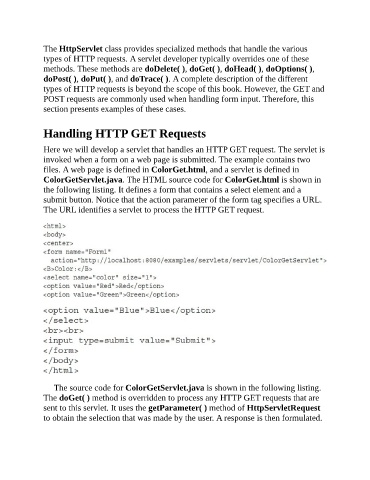 The HttpServlet class provides specialized methods that handle the various
types of HTTP requests. A servlet developer typically overrides one of these
methods. These methods are doDelete( ), doGet( ), doHead( ), doOptions( ),
doPost( ), doPut( ), and doTrace( ). A complete description of the different
types of HTTP requests is beyond the scope of this book. However, the GET and
POST requests are commonly used when handling form input. Therefore, this
section presents examples of these cases.
Handling HTTP GET Requests
Here we will develop a servlet that handles an HTTP GET request. The servlet is
invoked when a form on a web page is submitted. The example contains two
files. A web page is defined in ColorGet.html, and a servlet is defined in
ColorGetServlet.java. The HTML source code for ColorGet.html is shown in
the following listing. It defines a form that contains a select element and a
submit button. Notice that the action parameter of the form tag specifies a URL.
The URL identifies a servlet to process the HTTP GET request.
<html>
<body>
<center>
<form name="Form1"
action="http://localhost:8080/examples/servlets/servlet/ColorGetServlet">
<B>Color:</B>
<select name="color" size="1">
<option value="Red">Red</option>
<option value="Green">Green</option>
<option value="Blue">Blue</option>
</select>
<br><br>
<input type=submit value="Submit">
</form>
</body>
</html>
The source code for ColorGetServlet.java is shown in the following listing.
The doGet( ) method is overridden to process any HTTP GET requests that are
sent to this servlet. It uses the getParameter( ) method of HttpServletRequest
to obtain the selection that was made by the user. A response is then formulated.